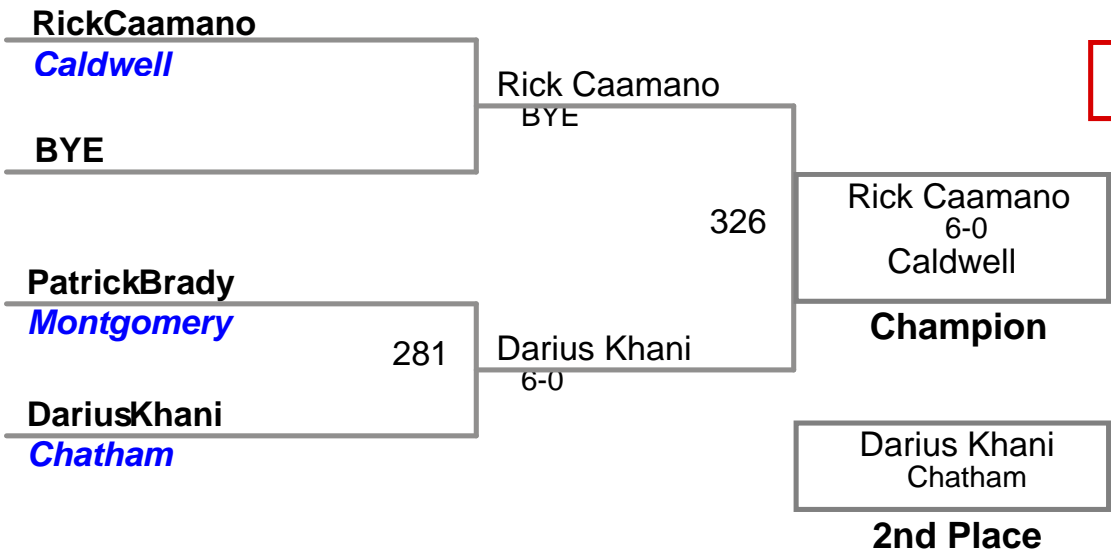 RickCaamano
Caldwell
BYE
Rick Caamano
BYE
PatrickBrady
Montgomery
281
DariusKhani
Chatham
Darius Khani
6-0
326
Rick Caamano
6-0
Caldwell
Champion
Darius Khani
Chatham
2nd Place